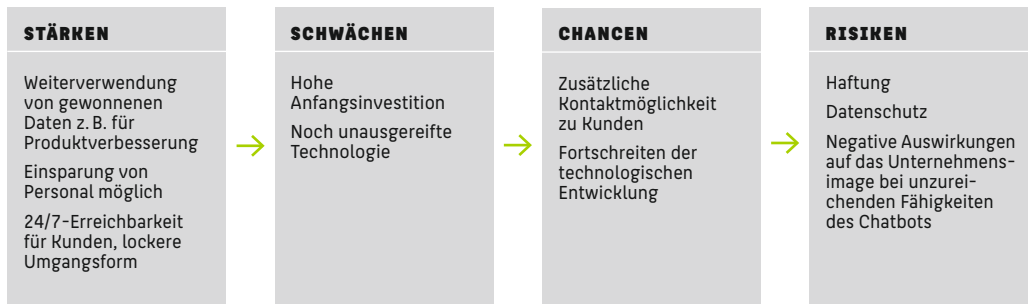 STÄRKEN
Weiterverwendung
von gewonnenen
Daten z. B. für
Produktverbesserung
Einsparung von
Personal möglich
24/7-Erreichbarkeit
für Kunden, lockere
Umgangsform
SCHWÄCHEN
Hohe
Anfangsinvestition
Noch unausgereifte
Technologie
CHANCEN
Zusätzliche
Kontaktmöglichkeit
zu Kunden
Fortschreiten der
technologischen
Entwicklung
RISIKEN
Haftung
Datenschutz
Negative Auswirkungen
auf das Unternehmens-
image bei unzurei-
chenden Fähigkeiten
des Chatbots